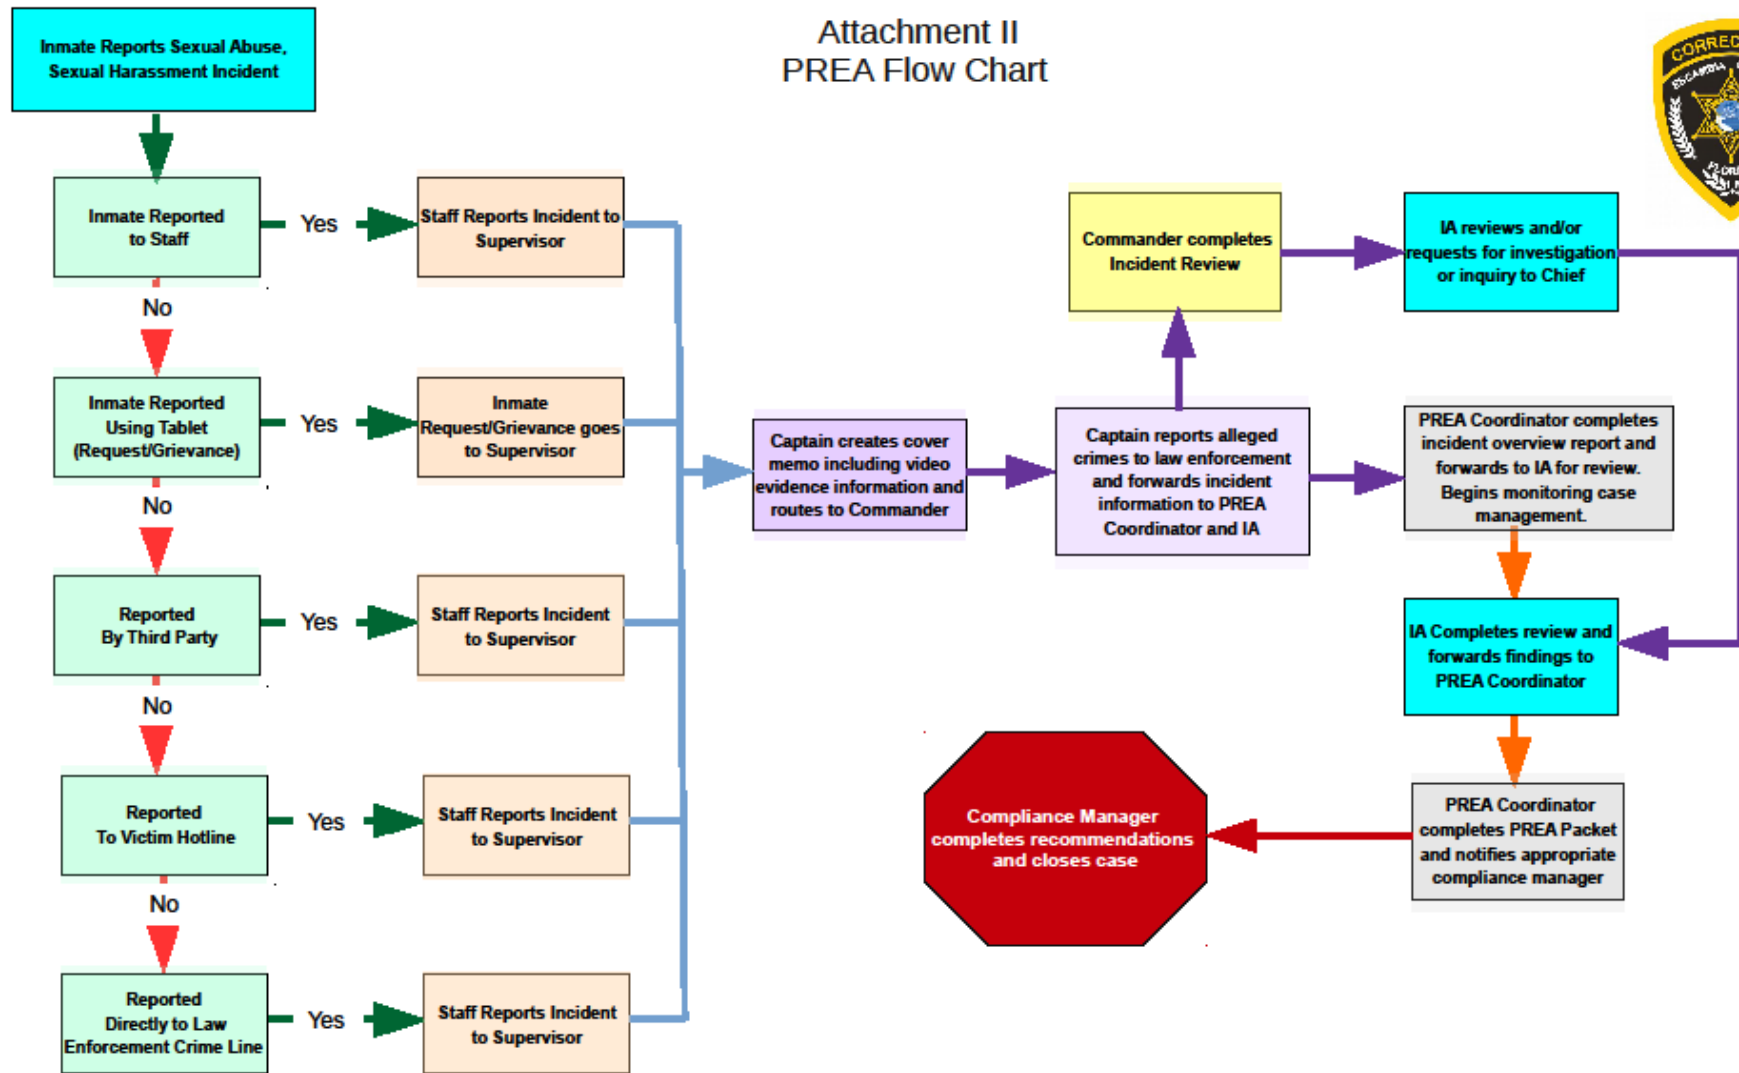 Attachment II
PREA Flow Chart
Inmate Reports Sexual Abuse,
Sexual Harassment Incident
Inmate Reported
to Staff
Yes
Staff Reports Incident to
Supervisor
No
Inmate Reported
Using Tablet
(Request/Grievance)
Yes
Inmate
Request/Grievance goes
to Supervisor
No
Reported
By Third Party
Yes
Staff Reports Incident
to Supervisor
No
Reported
To Victim Hotline
Yes
Staff Reports Incident
to Supervisor
No
Reported
Directly to Law
Enforcement Crime Line
Yes
Staff Reports Incident
to Supervisor
Captain creates cover
memo including video
evidence information and
routes to Commander
Captain reports alleged
crimes to law enforcement
and forwards incident
information to PREA
Coordinator and IA
Commander completes
Incident Review
IA reviews and/or
requests for investigation
or inquiry to Chief
PREA Coordinator completes
incident overview report and
forwards to IA for review.
Begins monitoring case
management.
IA Completes review and
forwards findings to
PREA Coordinator
PREA Coordinator
completes PREA Packet
and notifies appropriate
compliance manager
Compliance Manager
completes recommendations
and closes case
CORREC
ESCAMBIA
FLORI